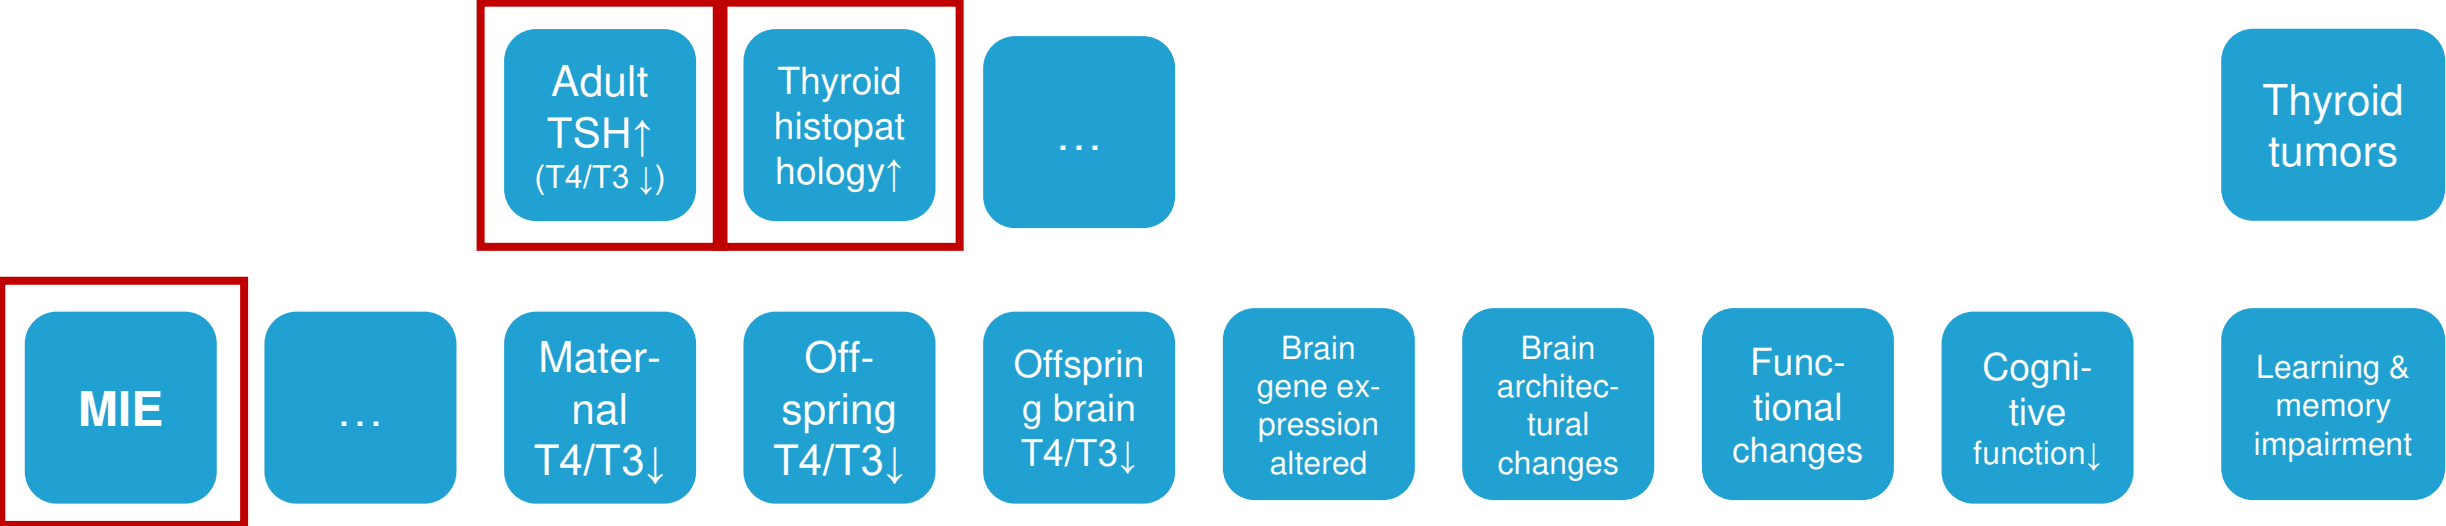 Adult
TSH↑
(T4/T3 ↓)
Thyroid
histopat
hology↑
...
Thyroid
tumors
MIE
...
Mater-
nal
T4/T3↓
Off-
spring
T4/T3↓
Offsprin
g brain
T4/T3↓
Brain
gene ex-
pression
altered
Brain
architec-
tural
changes
Func-
tional
changes
Cogni-
tive
function↓
Learning &
memory
impairment